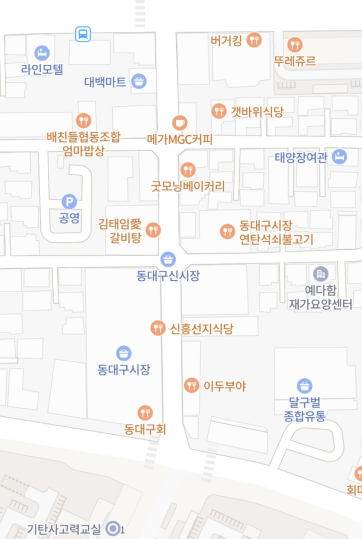 버거킹
뚜레쥬르
라인모텔
대백마트
갯바위식당
배친들협동조합
엄마밥상
메가MGC커피
태양장여관
굿모닝베이커리
공영
김태임愛
갈비탕
동대구시장
연탄석쇠불고기
동대구신시장
예다함
재가요양센터
신흥선지식당
동대구시장
이두부야
달구벌
종합유통
동대구회
회마
기탄사고력교실
1